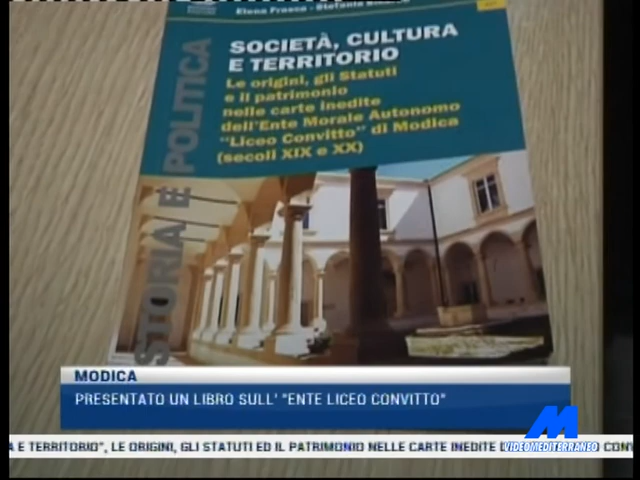 Elena Frasca - Stefania
SOCIETÀ, CULTURA
E TERRITORIO
Le origini, gli Statuti
e il patrimonio
nelle carte inedite
dell'Ente Morale Autonomo
"Liceo Convitto" di Modica
(secoli XIX e XX)
STORIA E POLITICA
MODICA
PRESENTATO UN LIBRO SULL' "ENTE LICEO CONVITTO"
VIDEOMEDITERRANEO
A E TERRITORIO", LE ORIGINI, GLI STATUTI ED IL PATRIMONIO NELLE CARTE INEDITE